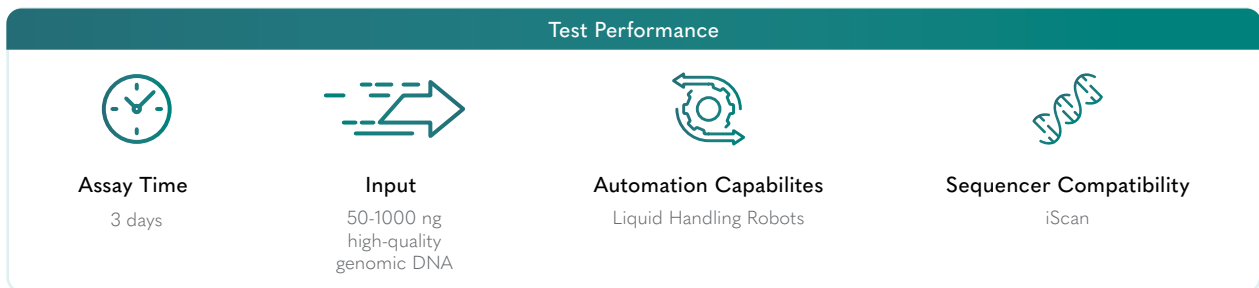 Test Performance
Assay Time
3 days
Input
50-1000 ng
high-quality
genomic DNA
Automation Capabilites
Liquid Handling Robots
Sequencer Compatibility
iScan